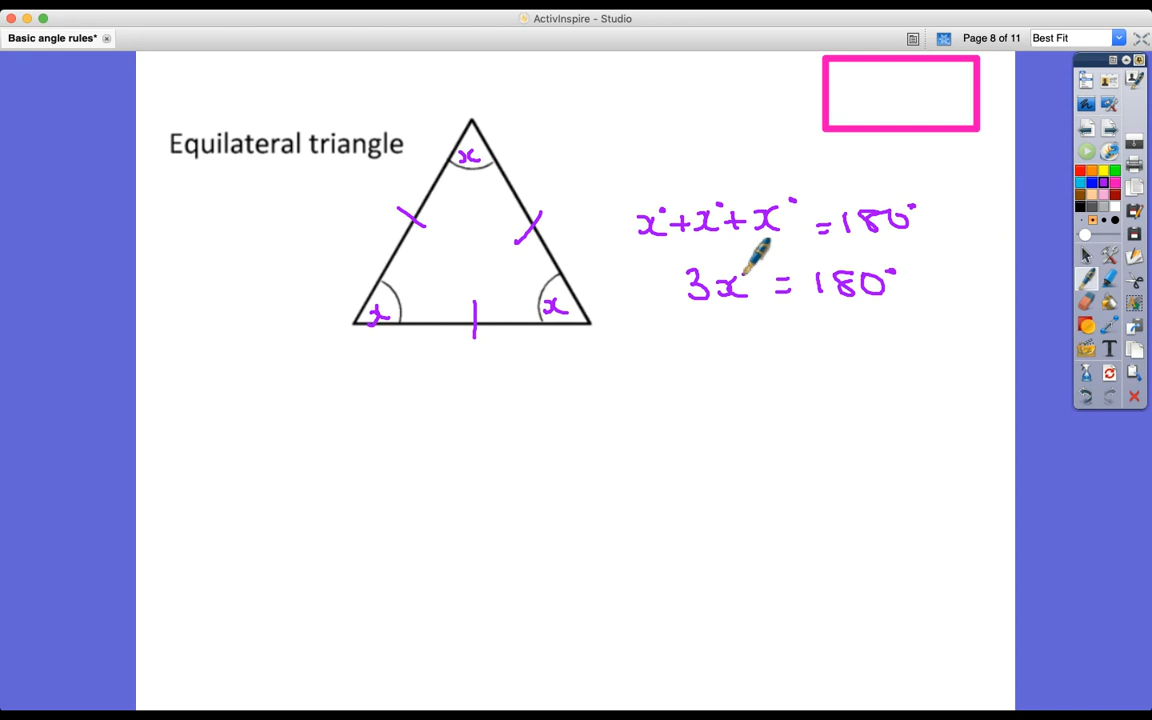 ActivInspire - Studio
Basic angle rules*
Page 8 of 11
Best Fit
Equilateral triangle
x
x
x
x° + x° + x° = 180°
3x = 180°
T